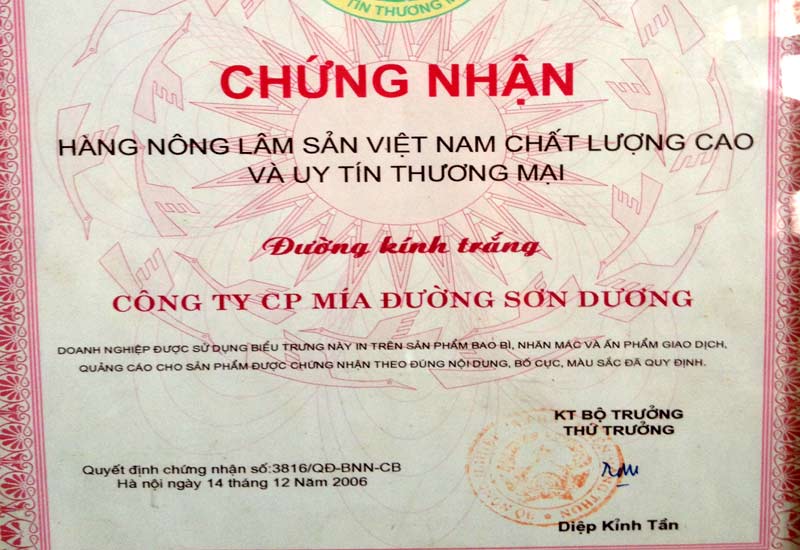 TÍN THƯƠNG M
CHỨNG NHẬN
HÀNG NÔNG LÂM SẢN VIỆT NAM CHẤT LƯỢNG CAO
VÀ UY TÍN THƯƠNG MẠI
Đường kính trắng
CÔNG TY CP MÍA ĐƯỜNG SƠN DƯƠNG
DOANH NGHIỆP ĐƯỢC SỬ DỤNG BIỂU TRƯNG NÀY IN TRÊN SẢN PHẨM BAO BÌ, NHÃN MÁC VÀ ẤN PHẨM GIAO DỊCH,
QUẢNG CÁO CHO SẢN PHẨM ĐƯỢC CHỨNG NHẬN THEO ĐÚNG NỘI DUNG, BỐ CỤC, MÀU SẮC ĐÃ QUY ĐỊNH.
KT BỘ TRƯỞNG
THỨ TRƯỞNG
Quyết định chứng nhận số:3816/QĐ-BNN-CB
Hà nội ngày 14 tháng 12 Năm 2006
Diệp Kỉnh Tần